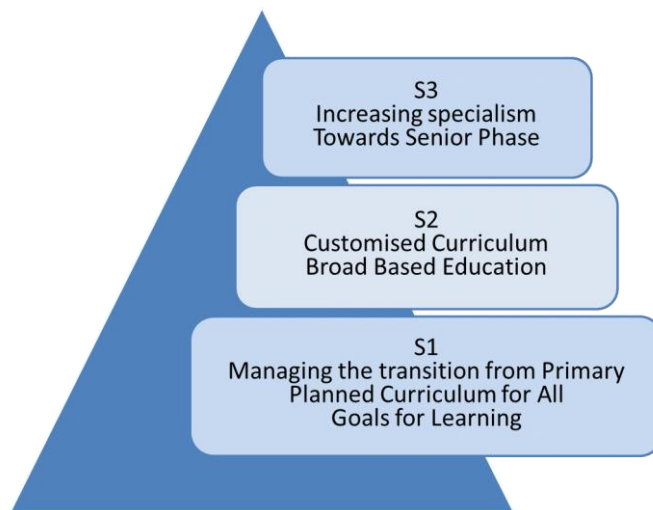 S3
Increasing specialism
Towards Senior Phase
S2
Customised Curriculum
Broad Based Education
S1
Managing the transition from Primary
Planned Curriculum for All
Goals for Learning